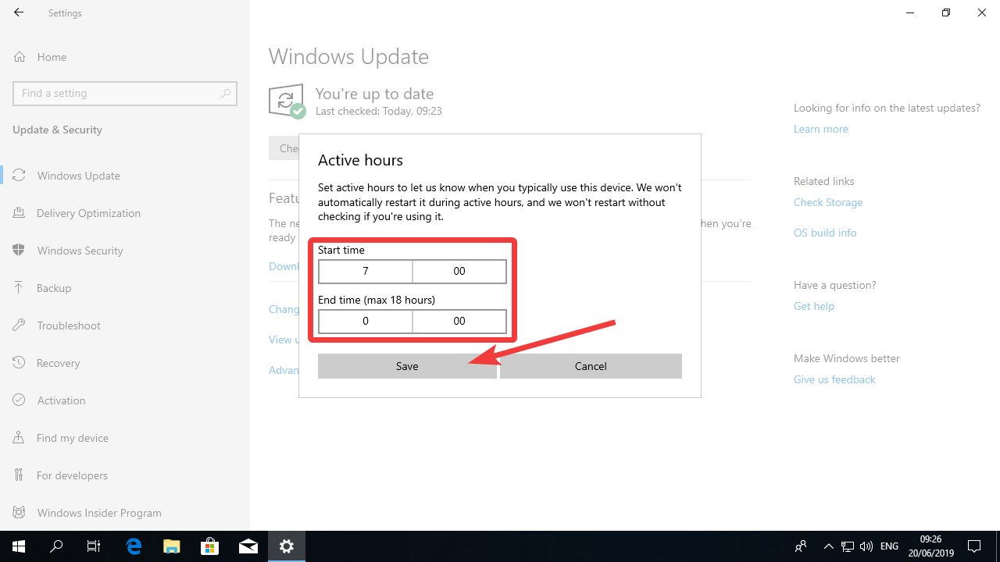 Settings
Home
Find a setting
Update & Security
Windows Update
Delivery Optimization
Windows Security
Backup
Troubleshoot
Recovery
Activation
Find my device
For developers
Windows Insider Program
Windows Update
You're up to date
Last checked: Today, 09:23
Active hours
Set active hours to let us know when you typically use this device. We won't
automatically restart it during active hours, and we won't restart without
checking if you're using it.
Start time
7 00
End time (max 18 hours)
0 00
Save Cancel
The ne
hen you're
ready
View u
Looking for info on the latest updates?
Learn more
Related links
Check Storage
OS build info
Have a question?
Get help
Make Windows better
Give us feedback
ENG
09:26
20/06/2019